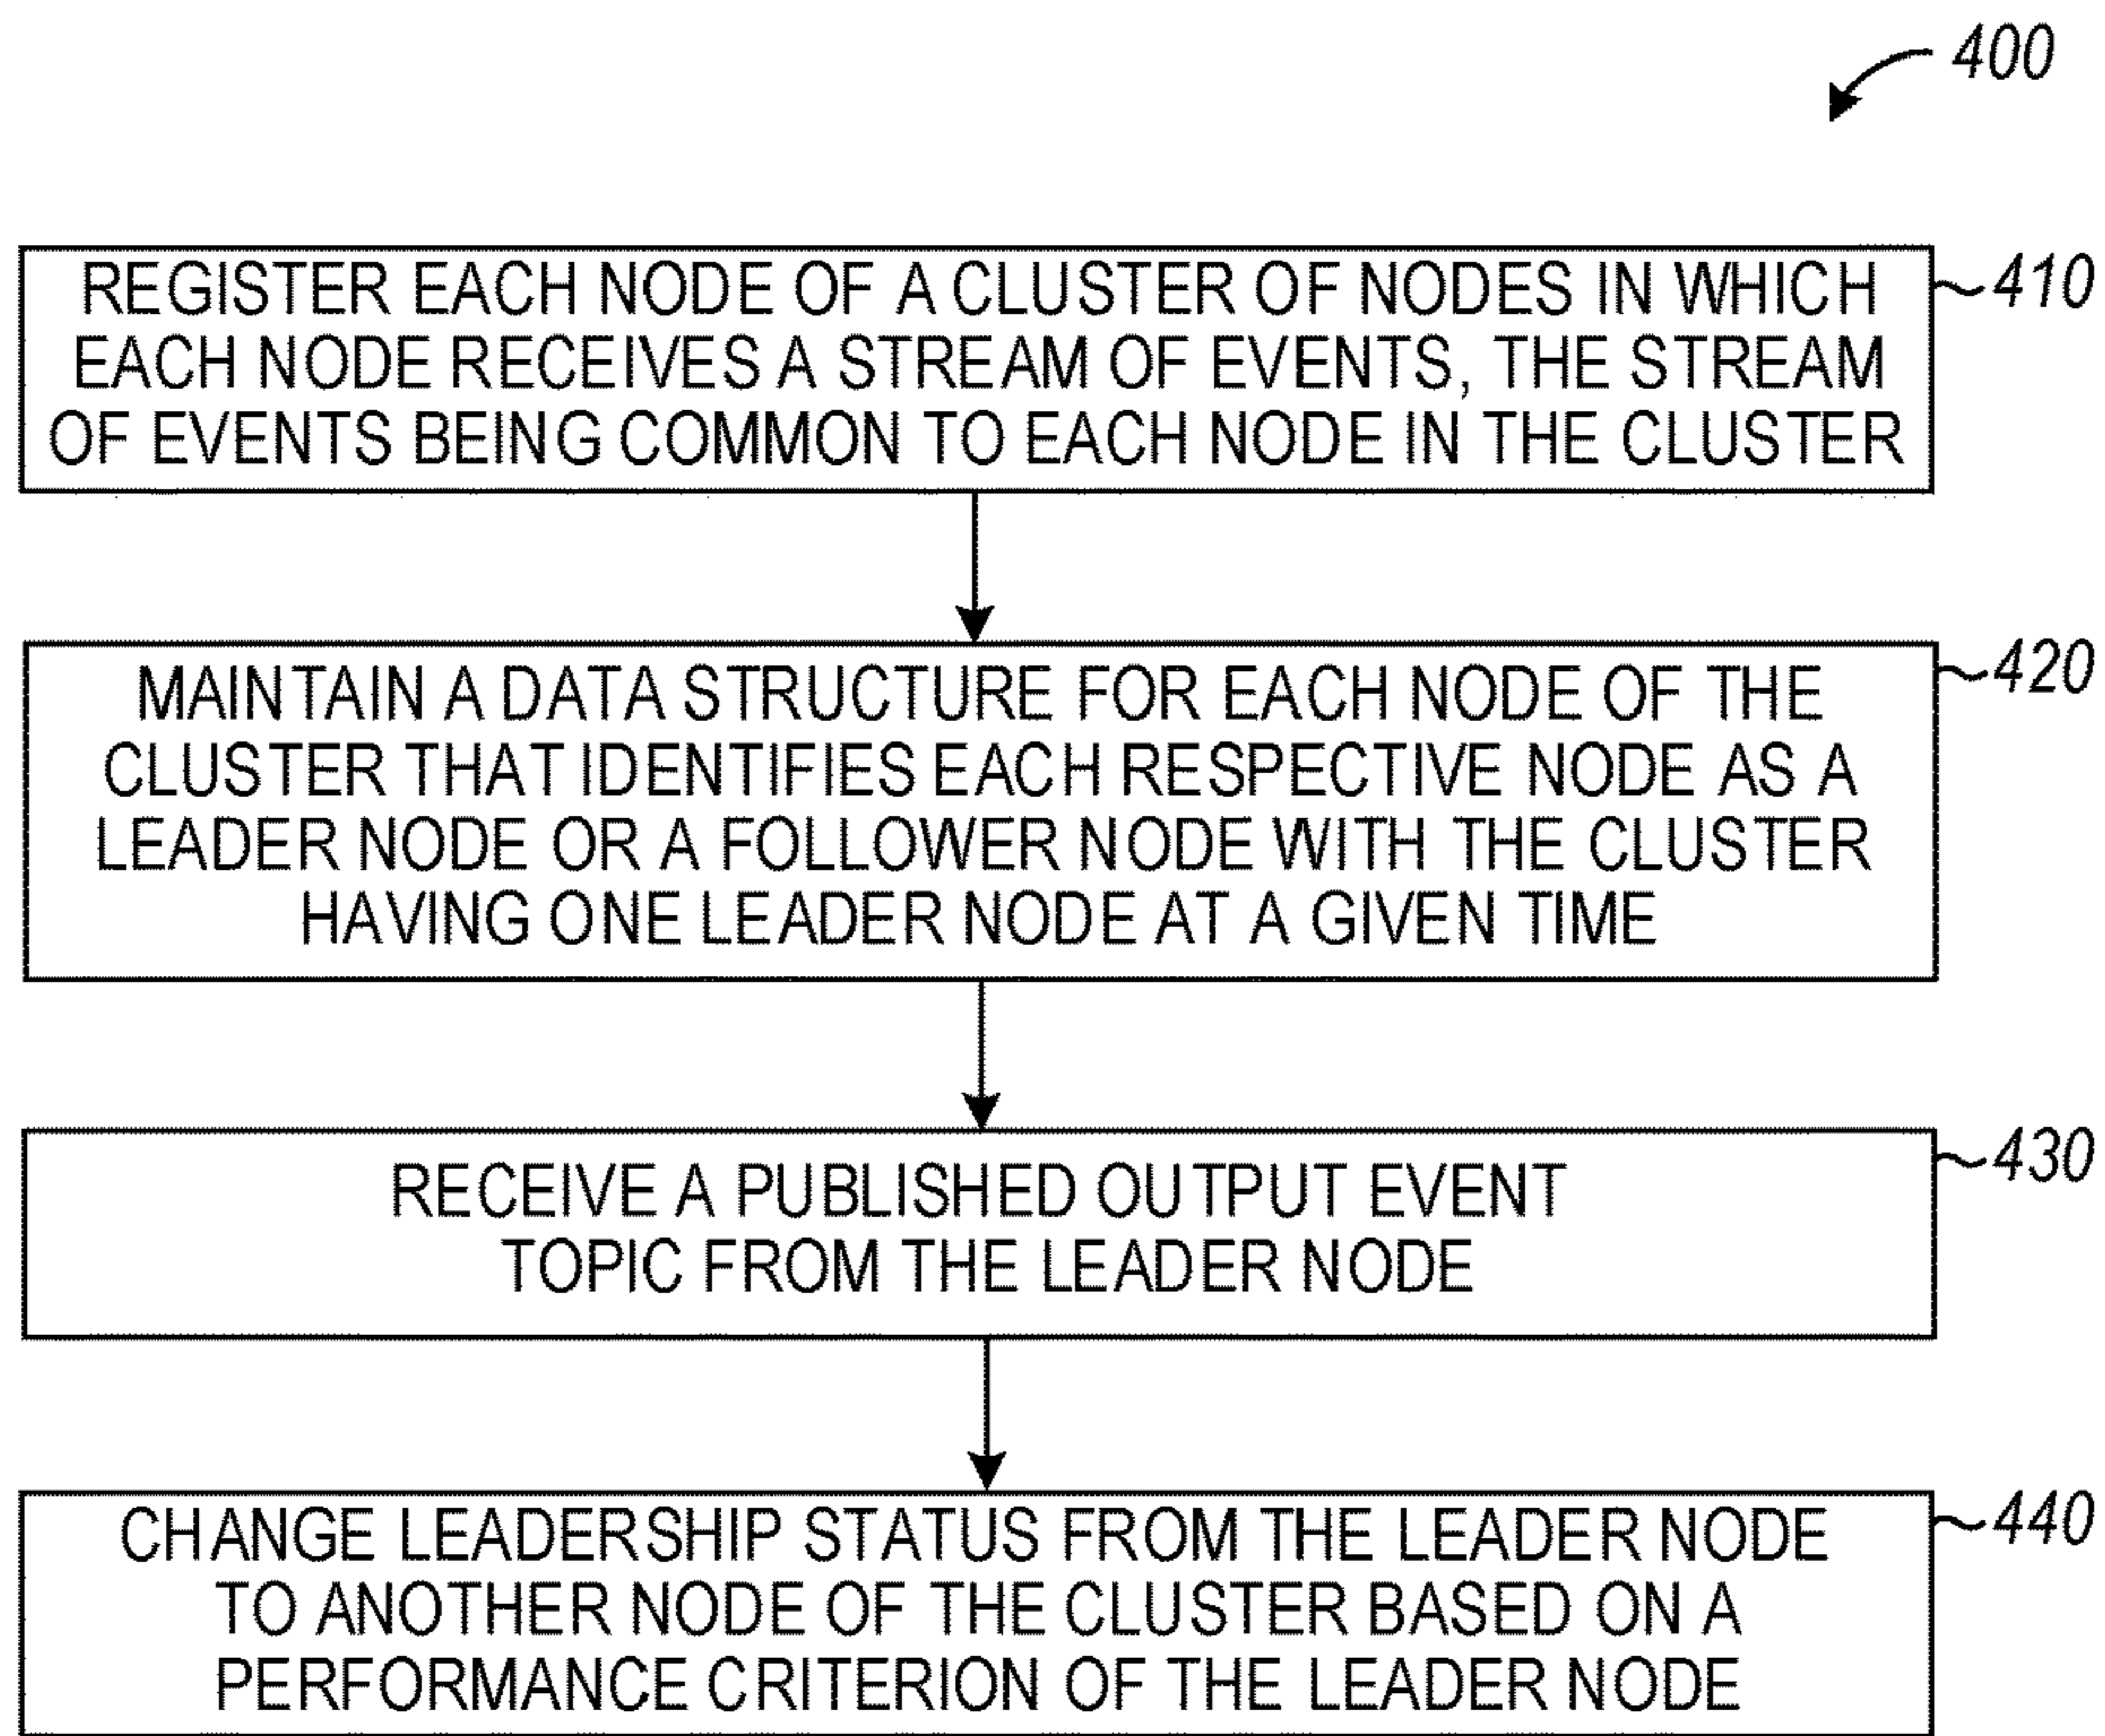 400
REGISTER EACH NODE OF A CLUSTER OF NODES IN WHICH
EACH NODE RECEIVES A STREAM OF EVENTS, THE STREAM
OF EVENTS BEING COMMON TO EACH NODE IN THE CLUSTER
410
MAINTAIN A DATA STRUCTURE FOR EACH NODE OF THE
CLUSTER THAT IDENTIFIES EACH RESPECTIVE NODE AS A
LEADER NODE OR A FOLLOWER NODE WITH THE CLUSTER
HAVING ONE LEADER NODE AT A GIVEN TIME
420
RECEIVE A PUBLISHED OUTPUT EVENT
TOPIC FROM THE LEADER NODE
430
CHANGE LEADERSHIP STATUS FROM THE LEADER NODE
TO ANOTHER NODE OF THE CLUSTER BASED ON A
PERFORMANCE CRITERION OF THE LEADER NODE
440